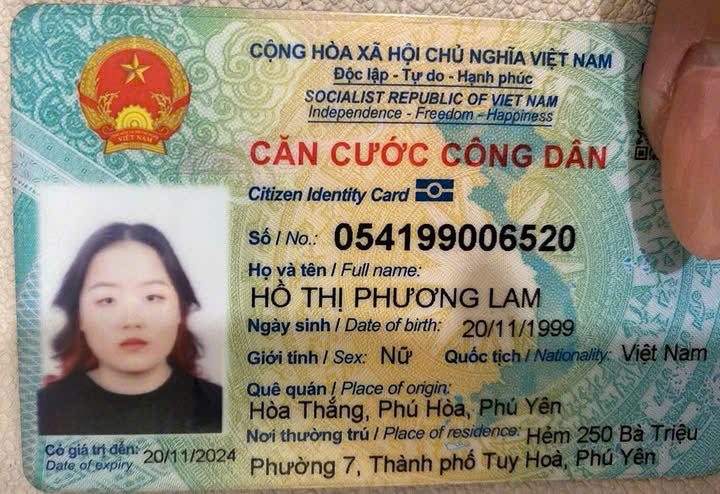 CỘNG HÒA XÃ HỘI CHỦ NGHĨA VIỆT NAM
Độc lập - Tự do - Hạnh phúc
SOCIALIST REPUBLIC OF VIET NAM
Independence - Freedom - Happiness
CĂN CƯỚC CÔNG DÂN
Citizen Identity Card
Số / No.: 054199006520
Họ và tên / Full name:
HỒ THỊ PHƯƠNG LAM
Ngày sinh / Date of birth: 20/11/1999
Giới tính / Sex: Nữ Quốc tịch / Nationality: Việt Nam
Quê quán / Place of origin:
Hòa Thắng, Phú Hòa, Phú Yên
Nơi thường trú / Place of residence: Hẻm 250 Bà Triệu
Phường 7, Thành phố Tuy Hoà, Phú Yên
Có giá trị đến: 20/11/2024
Date of expiry
VIỆT NAM